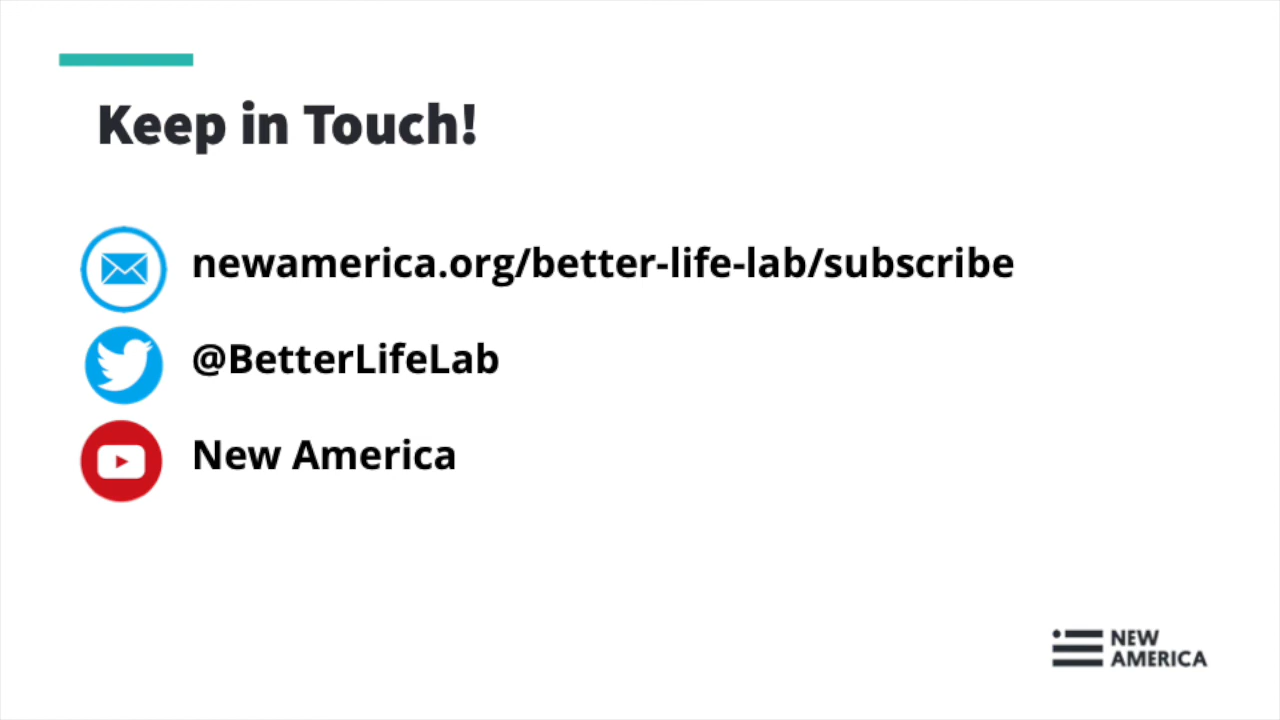 Keep in Touch!
newamerica.org/better-life-lab/subscribe
@BetterLifeLab
New America
NEW
AMERICA